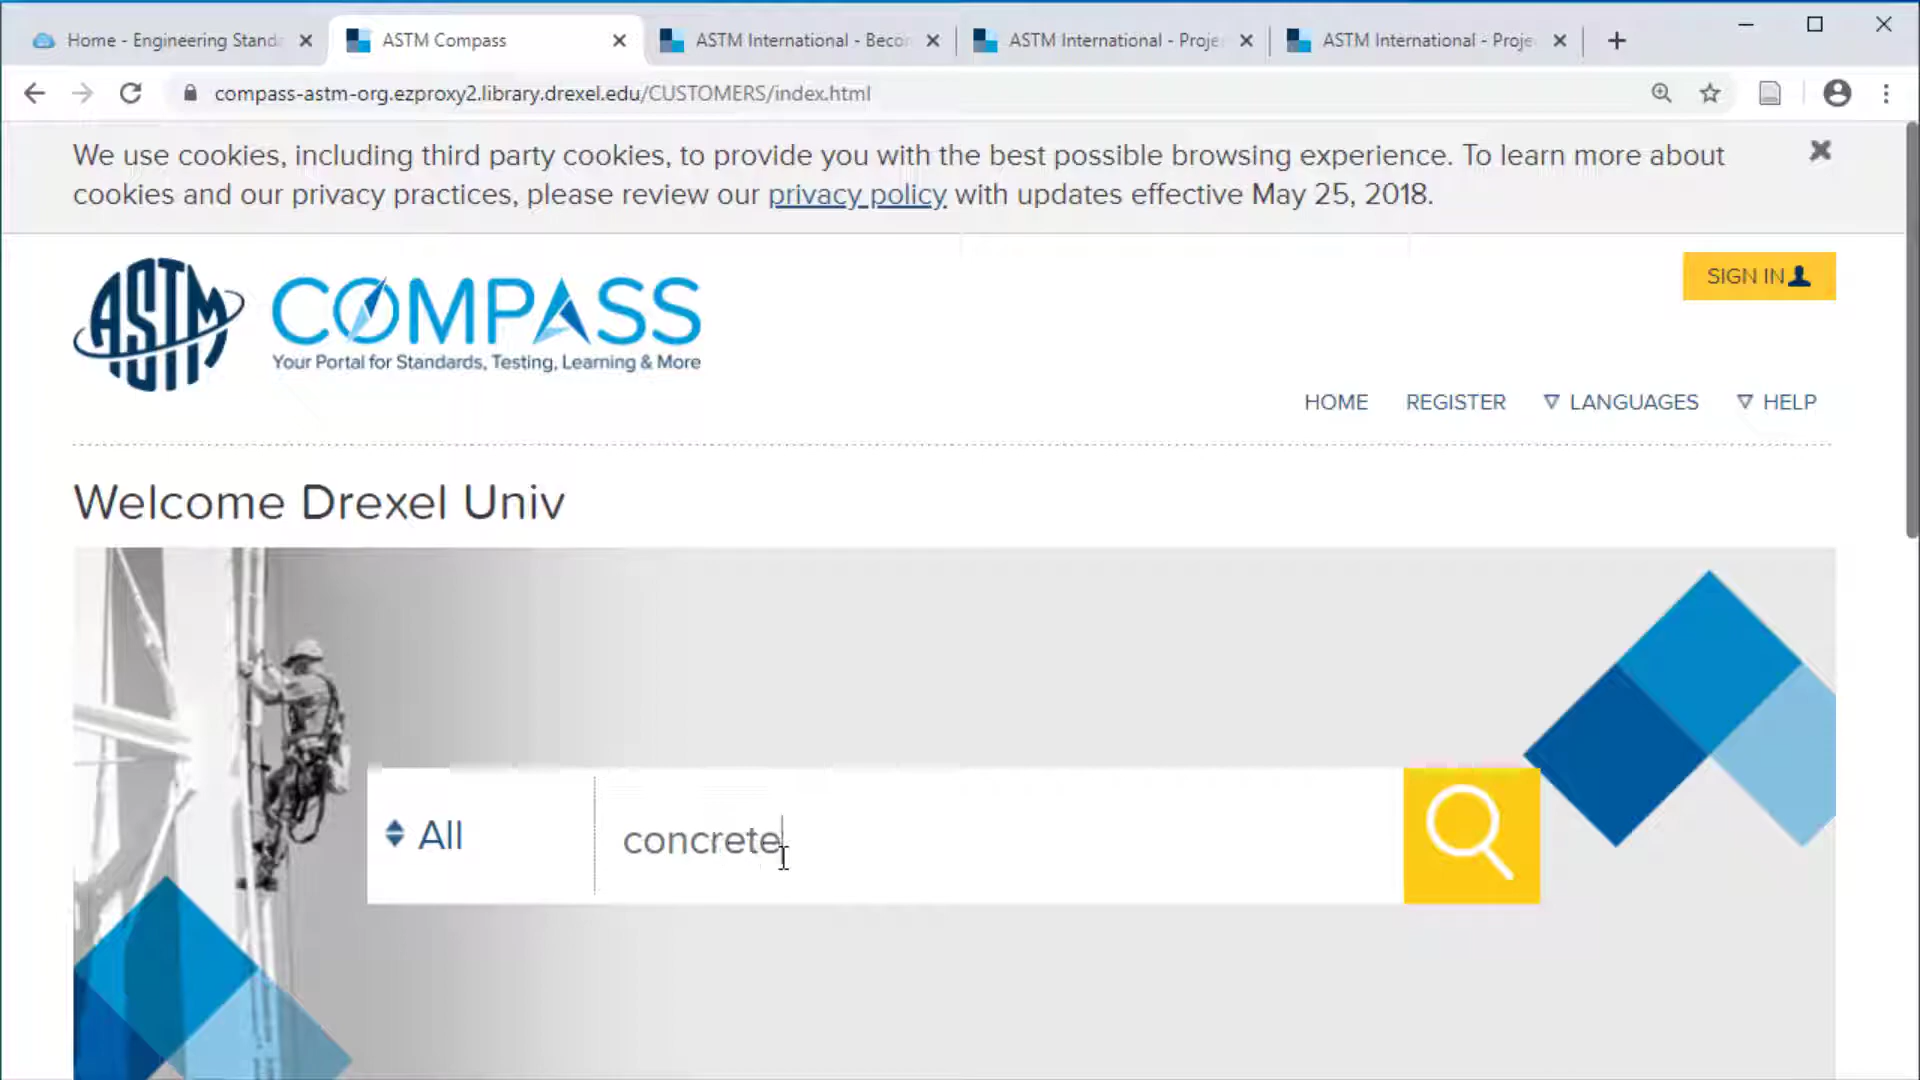 Home - Engineering Stand
ASTM Compass
ASTM International - Beco
ASTM International - Proje
ASTM International - Proje
compass-astm-org.ezproxy2.library.drexel.edu/CUSTOMERS/index.html
We use cookies, including third party cookies, to provide you with the best possible browsing experience. To learn more about
cookies and our privacy practices, please review our privacy policy with updates effective May 25, 2018.
SIGN IN
ASTM COMPASS
Your Portal for Standards, Testing, Learning & More
HOME REGISTER LANGUAGES HELP
Welcome Drexel Univ
All concrete